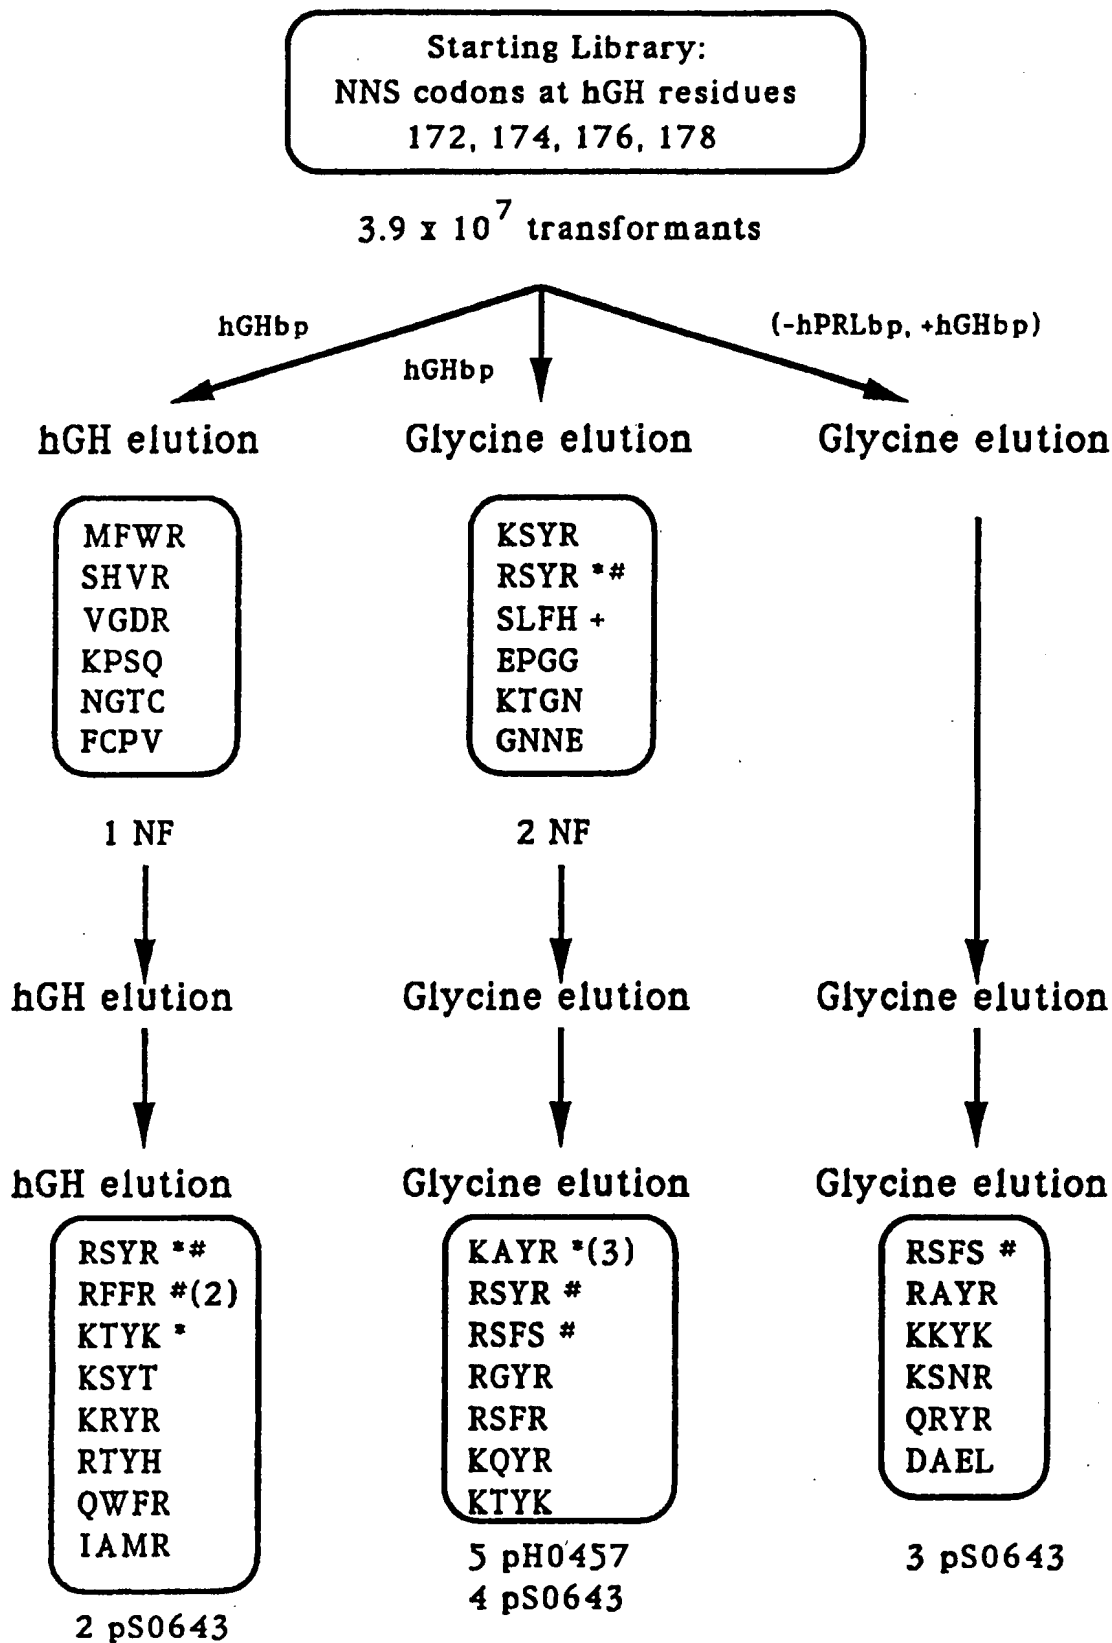 Starting Library:
NNS codons at hGH residues
172, 174, 176, 178
3.9 x 10^7 transformants
hGHbp
hGHbp
(-hPRLbp, +hGHbp)
hGH elution
Glycine elution
Glycine elution
MFWR
SHVR
VGDR
KPSQ
NGTC
FCPV
1 NF
KSYR
RSYR *#
SLFH +
EPGG
KTGN
GNNE
2 NF
hGH elution
Glycine elution
Glycine elution
hGH elution
Glycine elution
Glycine elution
RSYR *#
RFFR #(2)
KTYK *
KSYT
KRYR
RTYH
QWFR
IAMR
2 pS0643
KAYR *(3)
RSYR #
RSFS #
RGYR
RSFR
KQYR
KTYK
5 pH0457
4 pS0643
RSFS #
RAYR
KKYK
KSNR
QRYR
DAEL
3 pS0643